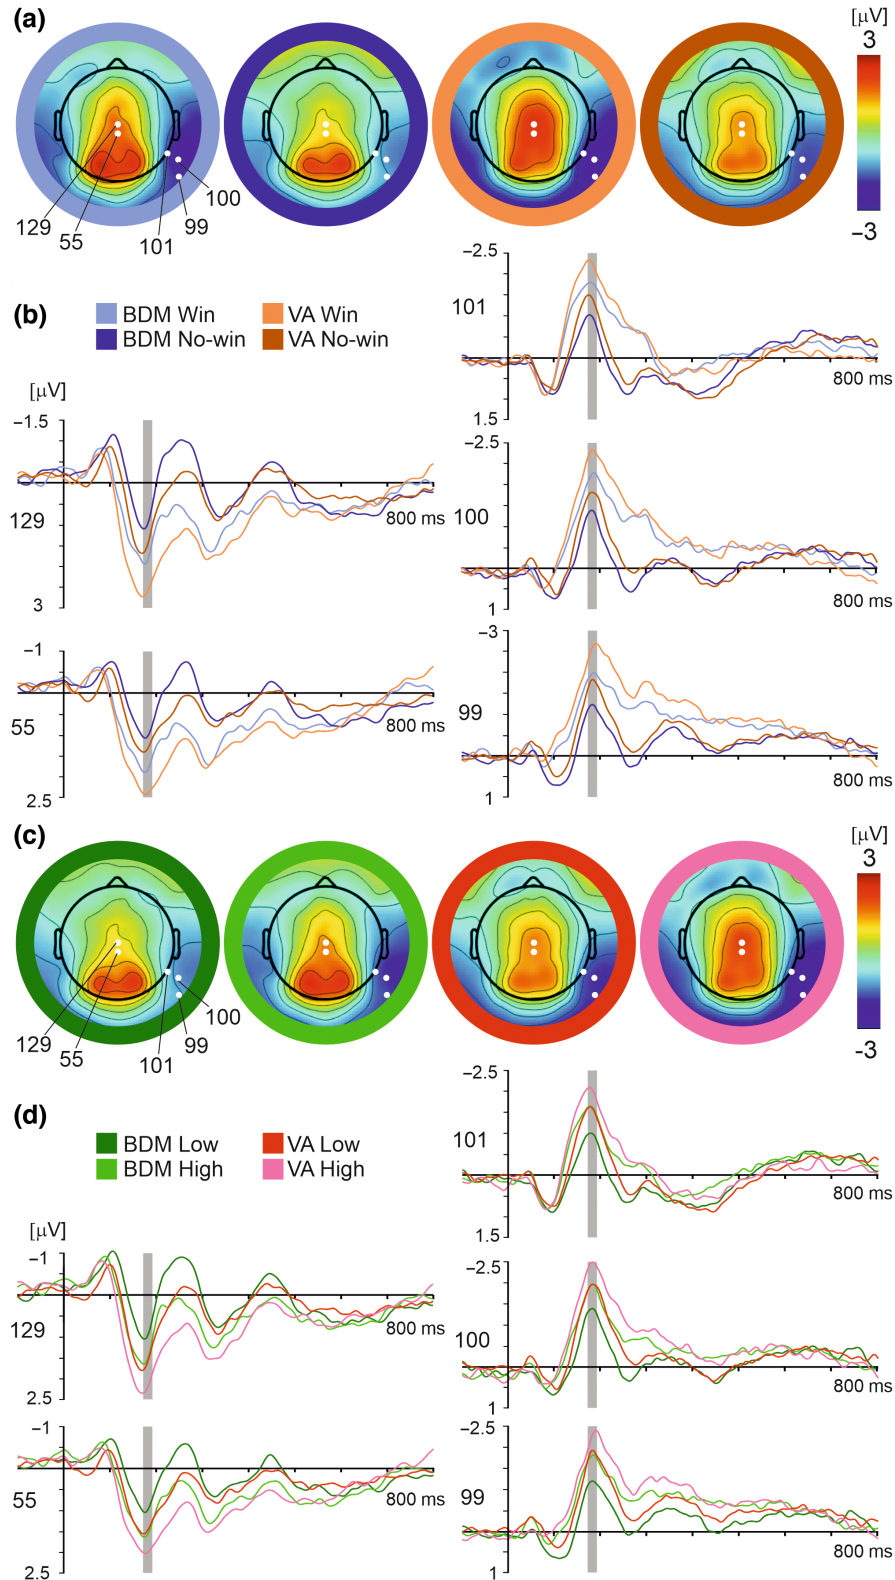 (a)
[µV]
3
-3
129
55
101
99
100
(b)
BDM Win
VA Win
BDM No-win
VA No-win
[µV]
−1.5
129
3
800 ms
−1
55
2.5
800 ms
−2.5
101
1.5
800 ms
−2.5
100
1
800 ms
−3
99
1
800 ms
(c)
[µV]
3
-3
129
55
101
99
100
(d)
BDM Low
VA Low
BDM High
VA High
[µV]
−1
129
2.5
800 ms
−1
55
2.5
800 ms
−2.5
101
1.5
800 ms
−2.5
100
1
800 ms
−2.5
99
1
800 ms